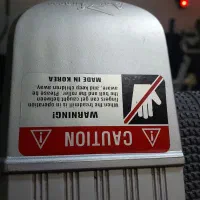 CAUTION
WARNING!
When the treadmill is in operation
fingers can get caught between
the belt and the roller. Please be
aware, and keep children away.
MADE IN KOREA